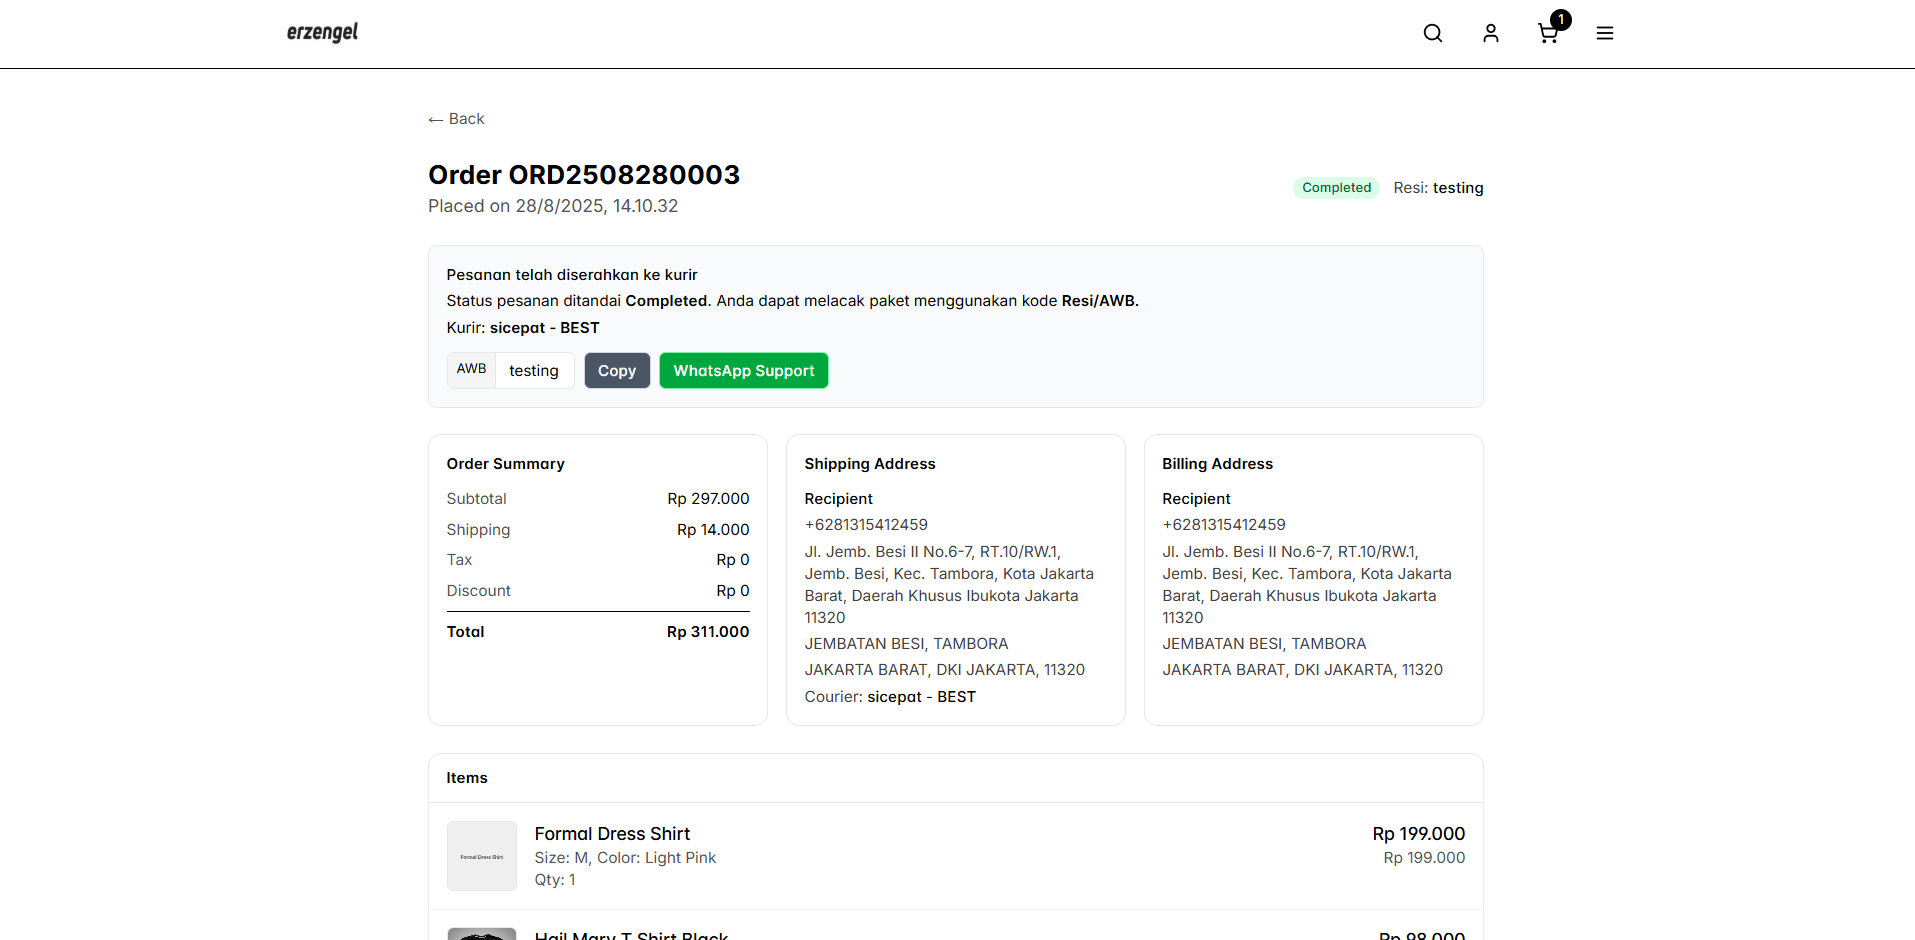 erzengel
1
← Back
Order ORD2508280003
Placed on 28/8/2025, 14.10.32
Completed Resi: testing
Pesanan telah diserahkan ke kurir
Status pesanan ditandai Completed. Anda dapat melacak paket menggunakan kode Resi/AWB.
Kurir: sicepat - BEST
AWB testing Copy WhatsApp Support
Order Summary
Subtotal Rp 297.000
Shipping Rp 14.000
Tax Rp 0
Discount Rp 0
Total Rp 311.000
Shipping Address
Recipient
+6281315412459
Jl. Jemb. Besi II No.6-7, RT.10/RW.1,
Jemb. Besi, Kec. Tambora, Kota Jakarta
Barat, Daerah Khusus Ibukota Jakarta
11320
JEMBATAN BESI, TAMBORA
JAKARTA BARAT, DKI JAKARTA, 11320
Courier: sicepat - BEST
Billing Address
Recipient
+6281315412459
Jl. Jemb. Besi II No.6-7, RT.10/RW.1,
Jemb. Besi, Kec. Tambora, Kota Jakarta
Barat, Daerah Khusus Ibukota Jakarta
11320
JEMBATAN BESI, TAMBORA
JAKARTA BARAT, DKI JAKARTA, 11320
Items
Formal Dress Shirt
Formal Dress Shirt Rp 199.000
Size: M, Color: Light Pink Rp 199.000
Qty: 1
Hail Mary T-Shirt Black Rp 98.000